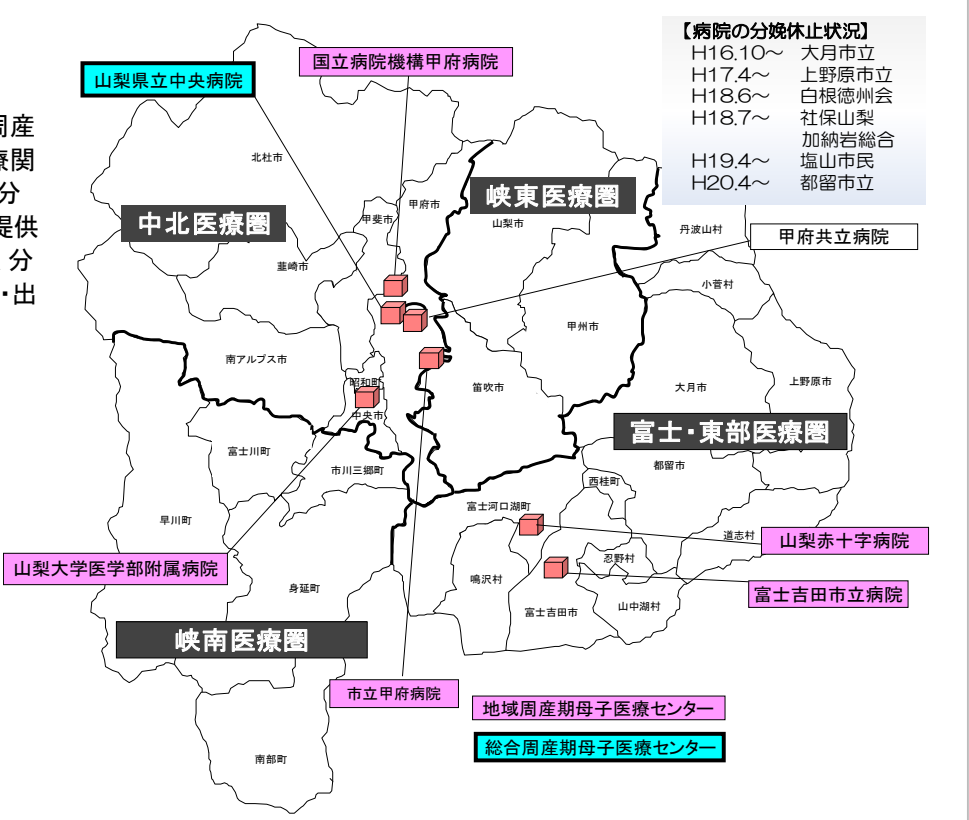 【病院の分娩休止状況】
H16.10～ 大月市立
H17.4～ 上野原市立
H18.6～ 白根徳州会
H18.7～ 社保山梨
加納岩総合
H19.4～ 塩山市民
H20.4～ 都留市立
国立病院機構甲府病院
山梨県立中央病院
周産
療関
分
提供
分
・出
北杜市
中北医療圏
甲斐市
甲府市
峡東医療圏
山梨市
丹波山村
甲府共立病院
韮崎市
小菅村
甲州市
南アルプス市
昭和町
中央市
笛吹市
大月市
上野原市
富士・東部医療圏
富士川町
市川三郷町
都留市
西桂町
早川町
富士河口湖町
道志村
山梨赤十字病院
山梨大学医学部附属病院
忍野村
鳴沢村
身延町
富士吉田市
山中湖村
富士吉田市立病院
峡南医療圏
市立甲府病院
地域周産期母子医療センター
総合周産期母子医療センター
南部町